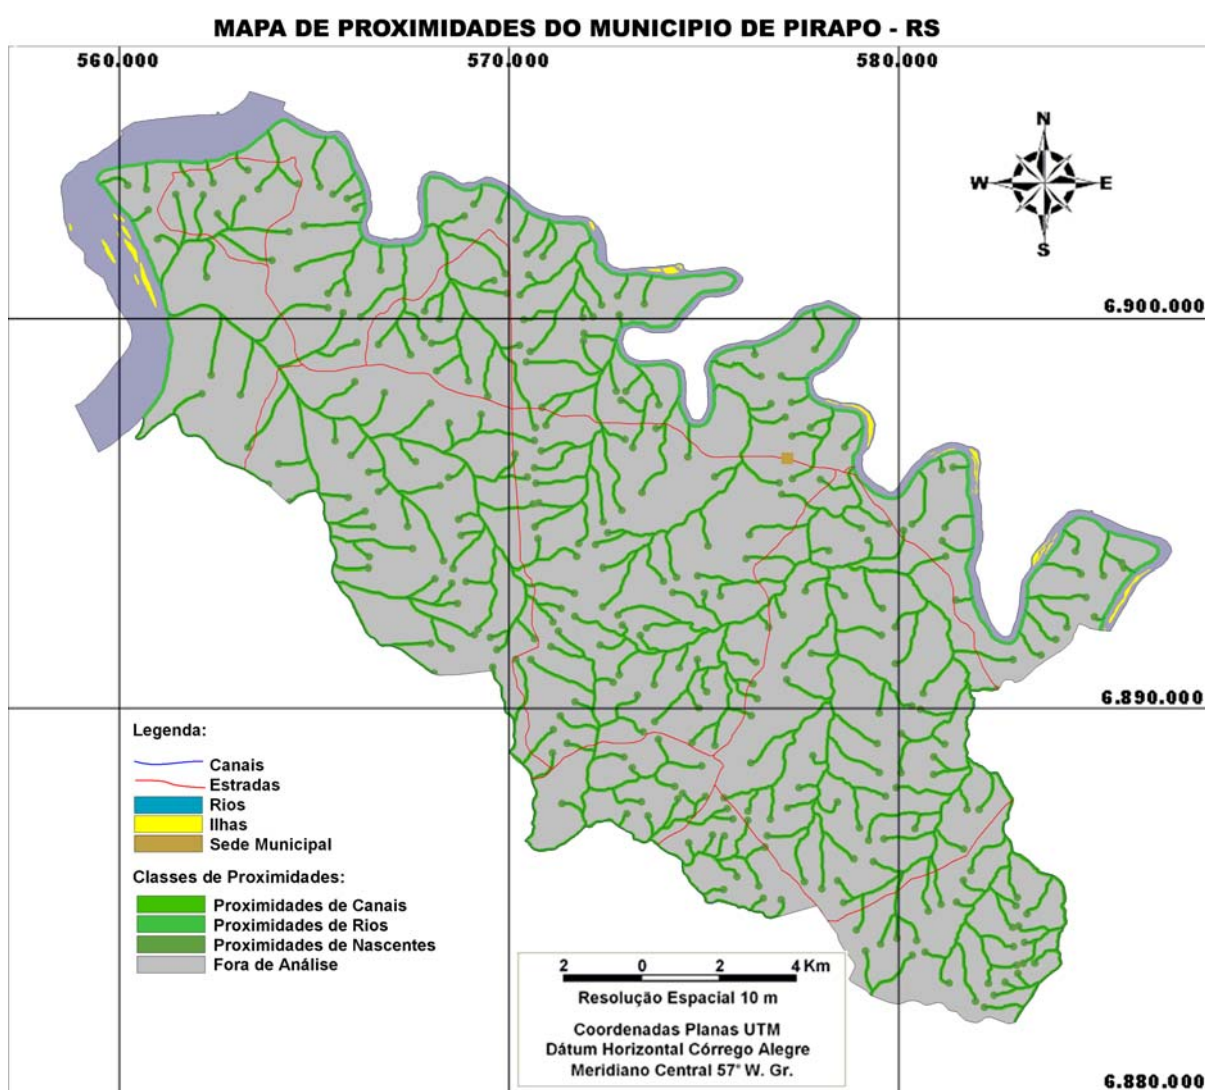 MAPA DE PROXIMIDADES DO MUNICIPIO DE PIRAPO - RS
560.000 570.000 580.000
N
W E
S
6.900.000
6.890.000
Legenda:
Canais
Estradas
Rios
Ilhas
Sede Municipal
Classes de Proximidades:
Proximidades de Canais
Proximidades de Rios
Proximidades de Nascentes
Fora de Análise
2 0 2 4 Km
Resolução Espacial 10 m
Coordenadas Planas UTM
Dátum Horizontal Córrego Alegre
Meridiano Central 57° W. Gr.
6.880.000